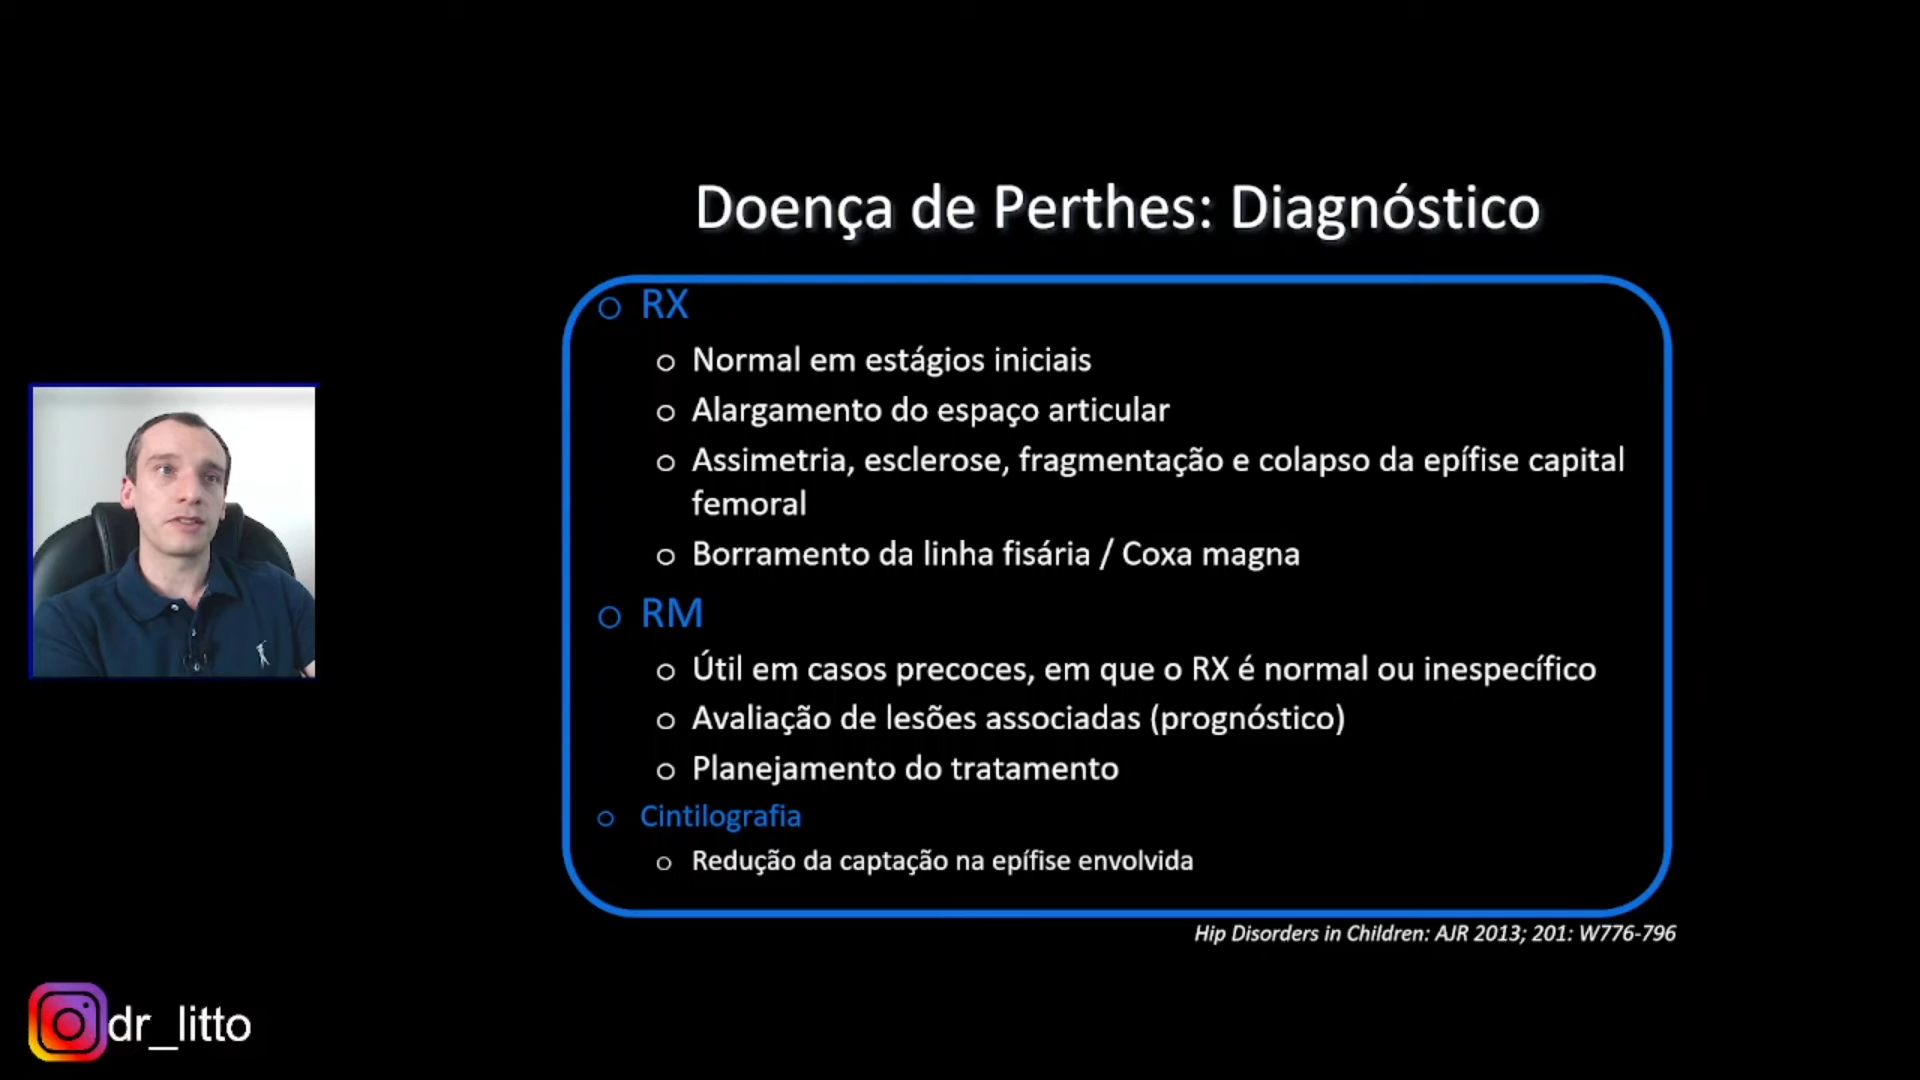 Doença de Perthes: Diagnóstico
RX
Normal em estágios iniciais
Alargamento do espaço articular
Assimetria, esclerose, fragmentação e colapso da epífise capital
femoral
Borramento da linha fisária / Coxa magna
RM
Útil em casos precoces, em que o RX é normal ou inespecífico
Avaliação de lesões associadas (prognóstico)
Planejamento do tratamento
Cintilografia
Redução da captação na epífise envolvida
Hip Disorders in Children: AJR 2013; 201: W776-796
dr_litto